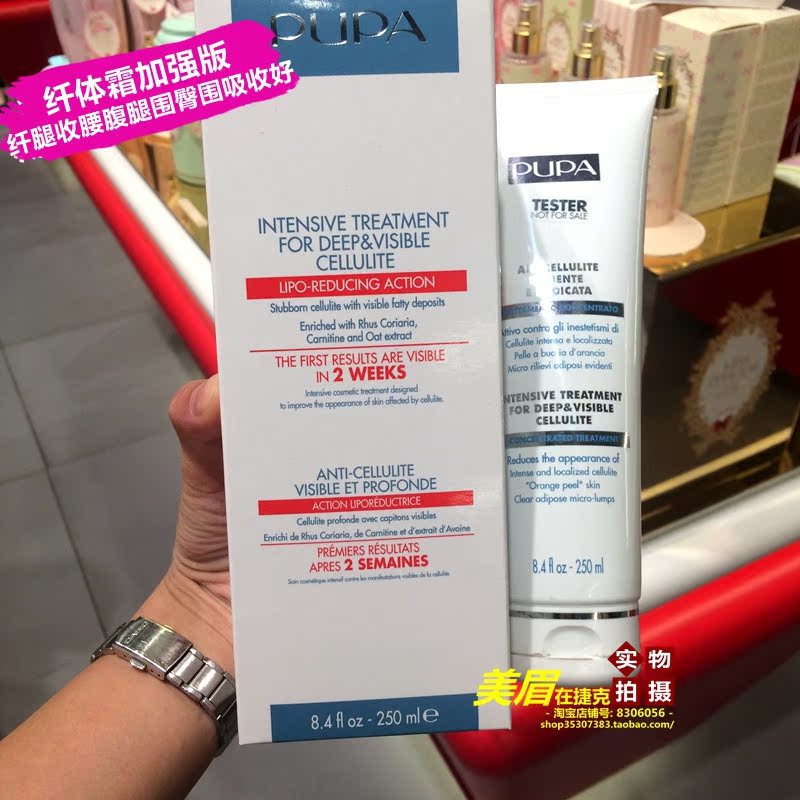 PUPA
纤体霜加强版
纤腿收腰腹腿围臀围吸收好
INTENSIVE TREATMENT
FOR DEEP&VISIBLE
CELLULITE
LIPO-REDUCING ACTION
Stubborn cellulite with visible fatty deposits
Enriched with Rhus Coriaria,
Carnitine and Oat extract
THE FIRST RESULTS ARE VISIBLE
IN 2 WEEKS
Intensive cosmetic treatment designed
to improve the appearance of skin affected by cellulite.
ANTI-CELLULITE
VISIBLE ET PROFONDE
ACTION LIPORÉDUCTRICE
Cellulite profonde avec capitons visibles
Enrichi de Rhus Coriaria, de Carnitine et d'extrait d'Avoine
PRÉMIERS RÉSULTATS
APRES 2 SEMAINES
Soin cosmétique intensif contre les manifestations visibles de la cellulite.
8.4 fl oz - 250 ml e
PUPA
TESTER
NOT FOR SALE
CELLULITE
Attivo contro gli inestetismi di
Cellulite intensa e localizzata
Pelle a buccia d'arancia
Micro rilievi adiposi evidenti
INTENSIVE TREATMENT
FOR DEEP&VISIBLE
CELLULITE
CONCENTRATED TREATMENT
Reduces the appearance of
Intense and localized cellulite
"Orange peel" skin
Clear adipose micro-lumps
8.4 fl oz - 250 ml
美眉在捷克
实物
拍摄
- 淘宝店铺号: 8306056 -
shop35307383.taobao.com/